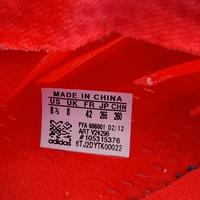 MADE IN CHINA
US UK FR JP CHN
8½ 8 42 265 260
YYA 606001 02/12
ART V24296
#105315376
adidas 6TJ2DYTK00022